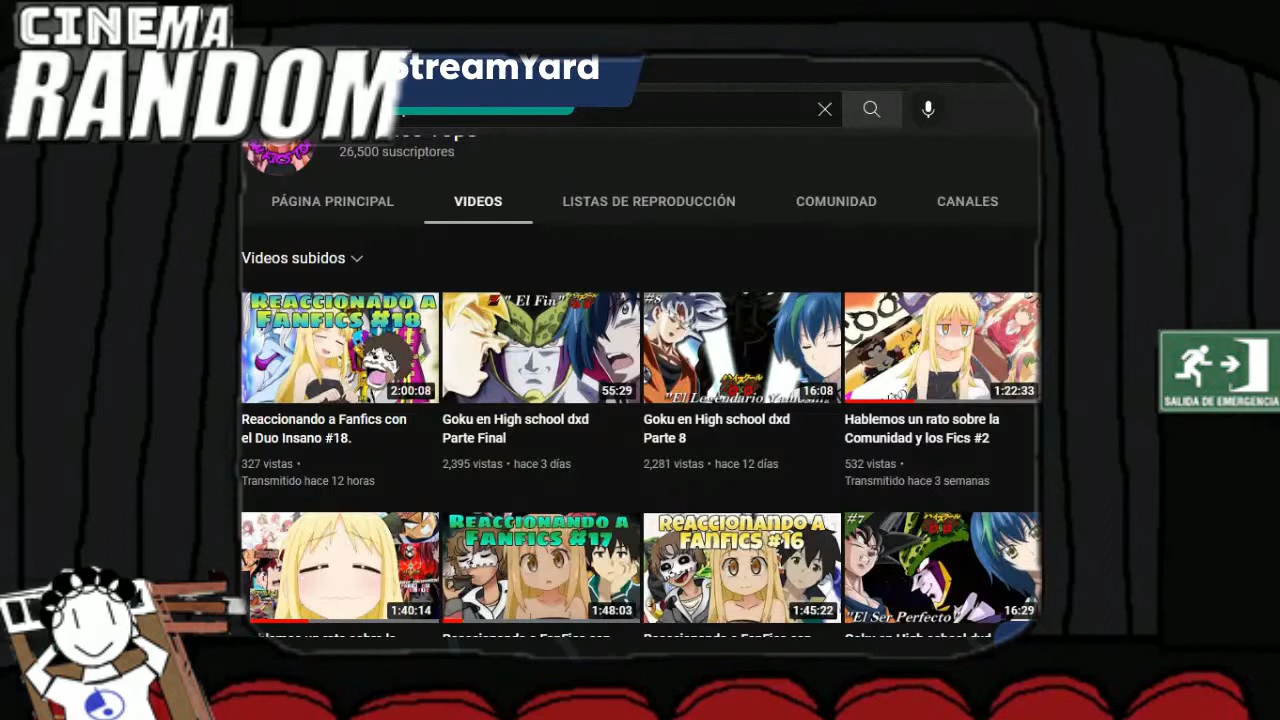 CINEMA
RANDOM
StreamYard
26,500 suscriptores
PÁGINA PRINCIPAL
VIDEOS
LISTAS DE REPRODUCCIÓN
COMUNIDAD
CANALES
Videos subidos
REACCIONADO A
FANFICS #18
2:00:08
" El Fin"
55:29
#8
"El Legendario
16:08
1:22:33
Reaccionando a Fanfics con
el Duo Insano #18.
327 vistas •
Transmitido hace 12 horas
Goku en High school dxd
Parte Final
2,395 vistas • hace 3 días
Goku en High school dxd
Parte 8
2,281 vistas • hace 12 días
Hablemos un rato sobre la
Comunidad y los Fics #2
532 vistas •
Transmitido hace 3 semanas
1:40:14
REACCIONANDO A
FANFICS #17
1:48:03
REACCIONANDO A
FANFICS #16
1:45:22
#7
"El Ser Perfecto"
16:29
SALIDA DE EMERGENCIA